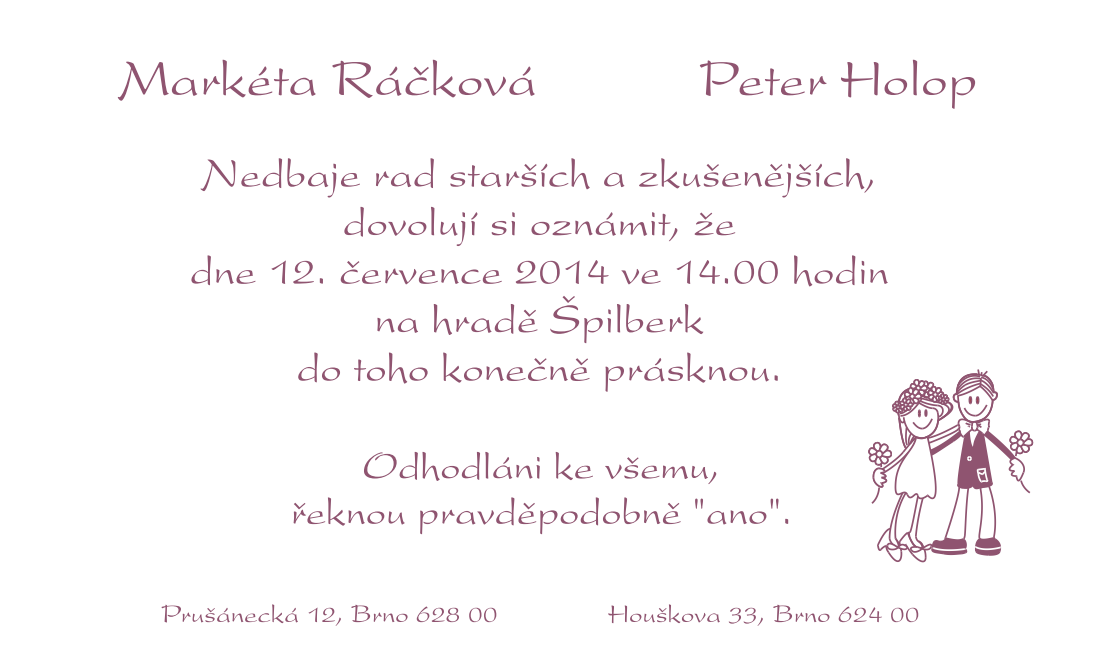 Markéta Ráčková Peter Holop
Nedbaje rad starších a zkušenějších,
dovolují si oznámit, že
dne 12. července 2014 ve 14.00 hodin
na hradě Špilberk
do toho konečně prásknou.
Odhodláni ke všemu,
řeknou pravděpodobně "ano".
Prušánecká 12, Brno 628 00 Houškova 33, Brno 624 00